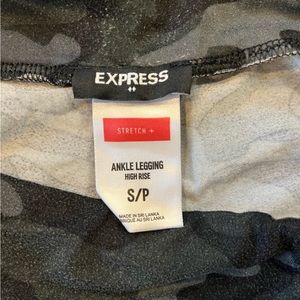 EXPRESS
STRETCH +
ANKLE LEGGING
HIGH RISE
S/P
MADE IN SRI LANKA
FABRIQUÉ AU SRI LANKA